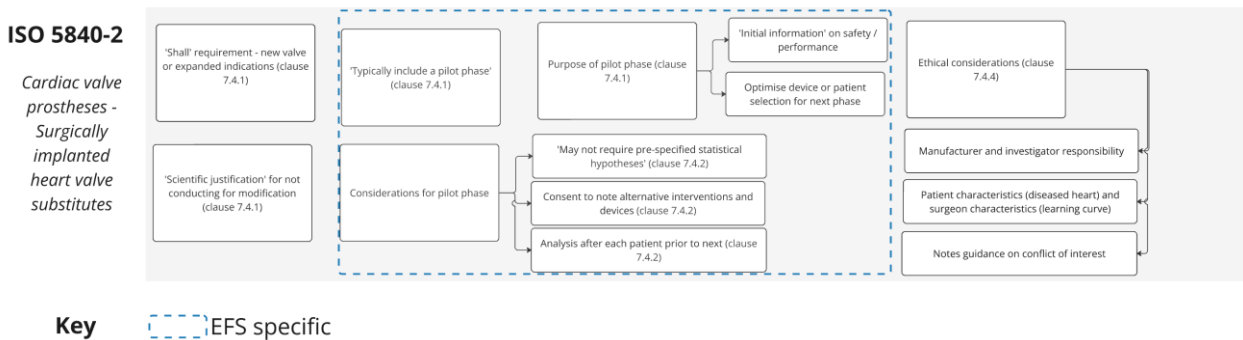 ISO 5840-2
Cardiac valve
prostheses -
Surgically
implanted
heart valve
substitutes
'Shall' requirement - new valve
or expanded indications (clause
7.4.1)
'Scientific justification' for not
conducting for modification
(clause 7.4.1)
'Typically include a pilot phase'
(clause 7.4.1)
Purpose of pilot phase (clause
7.4.1)
'Initial information' on safety /
performance
Optimise device or patient
selection for next phase
Considerations for pilot phase
'May not require pre-specified statistical
hypotheses' (clause 7.4.2)
Consent to note alternative interventions and
devices (clause 7.4.2)
Analysis after each patient prior to next (clause
7.4.2)
Ethical considerations (clause
7.4.4)
Manufacturer and investigator responsibility
Patient characteristics (diseased heart) and
surgeon characteristics (learning curve)
Notes guidance on conflict of interest
Key
EFS specific